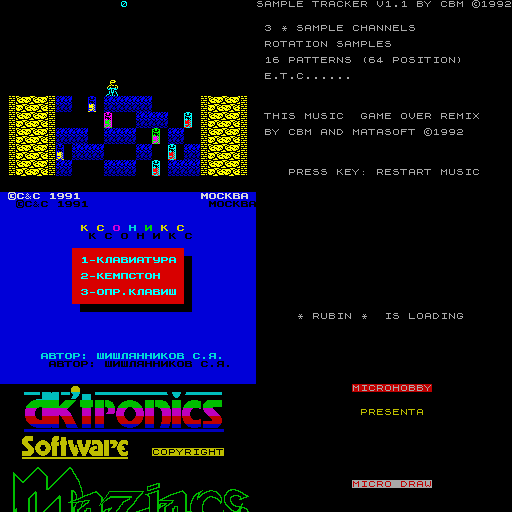 0
SAMPLE TRACKER V1.1 BY CBM ©1992
3 * SAMPLE CHANNELS
ROTATION SAMPLES
16 PATTERNS (64 POSITION)
E.T.C......
THIS MUSIC GAME OVER REMIX
BY CBM AND MATASOFT ©1992
PRESS KEY: RESTART MUSIC
©C&C 1991 МОСКВА
КСОНИКС
1-КЛАВИАТУРА
2-КЕМПСТОН
3-ОПР.КЛАВИШ
АВТОР: ШИШЛЯННИКОВ С.Я.
* RUBIN * IS LOADING
dk'tronics
Software COPYRIGHT
Maziacs
MICROHOBBY
PRESENTA
MICRO DRAW